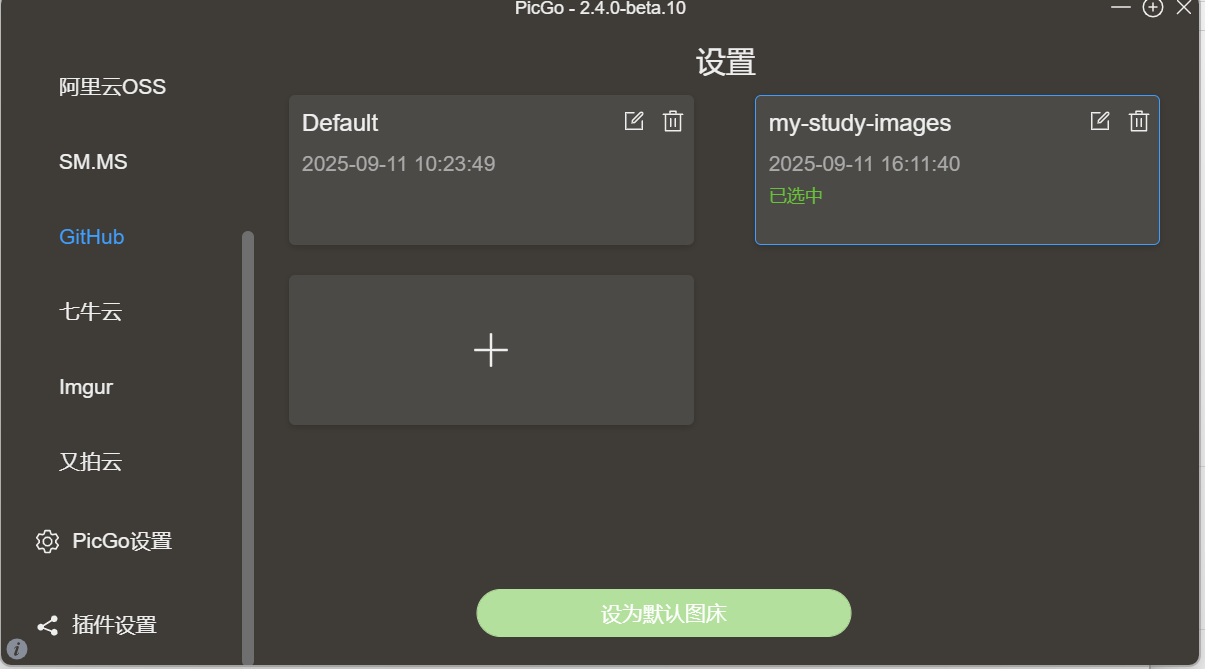 PicGo - 2.4.0-beta.10
阿里云OSS
SM.MS
GitHub
七牛云
Imgur
又拍云
PicGo设置
插件设置
设置
Default
2025-09-11 10:23:49
my-study-images
2025-09-11 16:11:40
已选中
设为默认图床